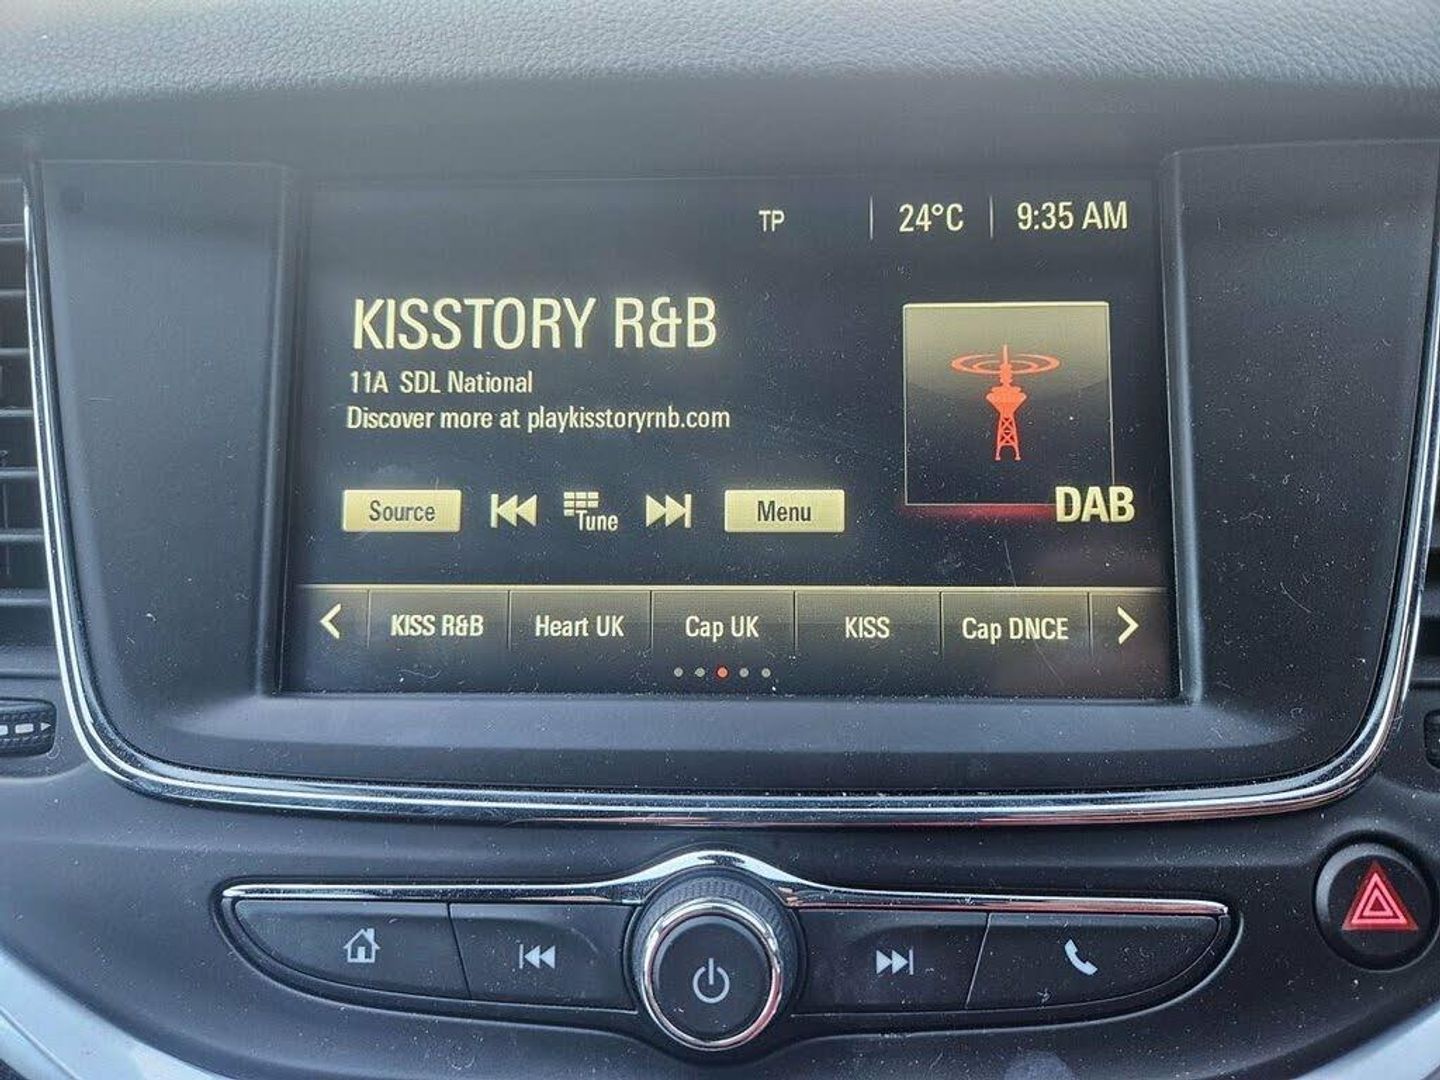 TP 24°C 9:35 AM
KISSTORY R&B
11A SDL National
Discover more at playkisstoryrnb.com
Source Tune Menu
DAB
KISS R&B Heart UK Cap UK KISS Cap DNCE